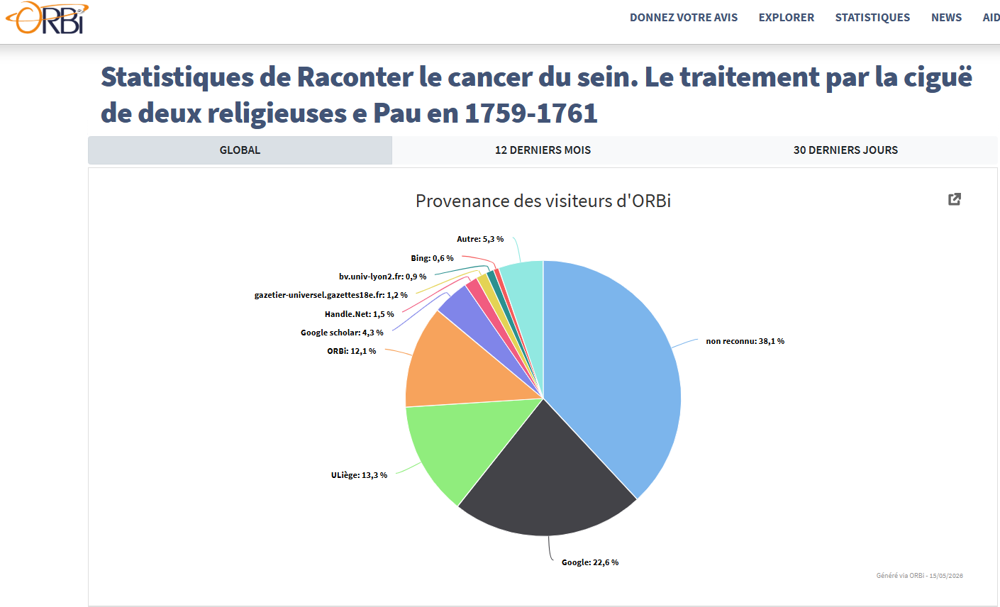 ORBi
DONNEZ VOTRE AVIS EXPLORER STATISTIQUES NEWS AID
Statistiques de Raconter le cancer du sein. Le traitement par la ciguë
de deux religieuses e Pau en 1759-1761
GLOBAL 12 DERNIERS MOIS 30 DERNIERS JOURS
Provenance des visiteurs d'ORBi
Autre: 5,3 %
Bing: 0,6 %
bv.univ-lyon2.fr: 0,9 %
gazetier-universel.gazettes18e.fr: 1,2 %
Handle.Net: 1,5 %
Google scholar: 4,3 %
non reconnu: 38,1 %
ORBi: 12,1 %
ULiège: 13,3 %
Google: 22,6 %
Généré via ORBi - 15/05/2026